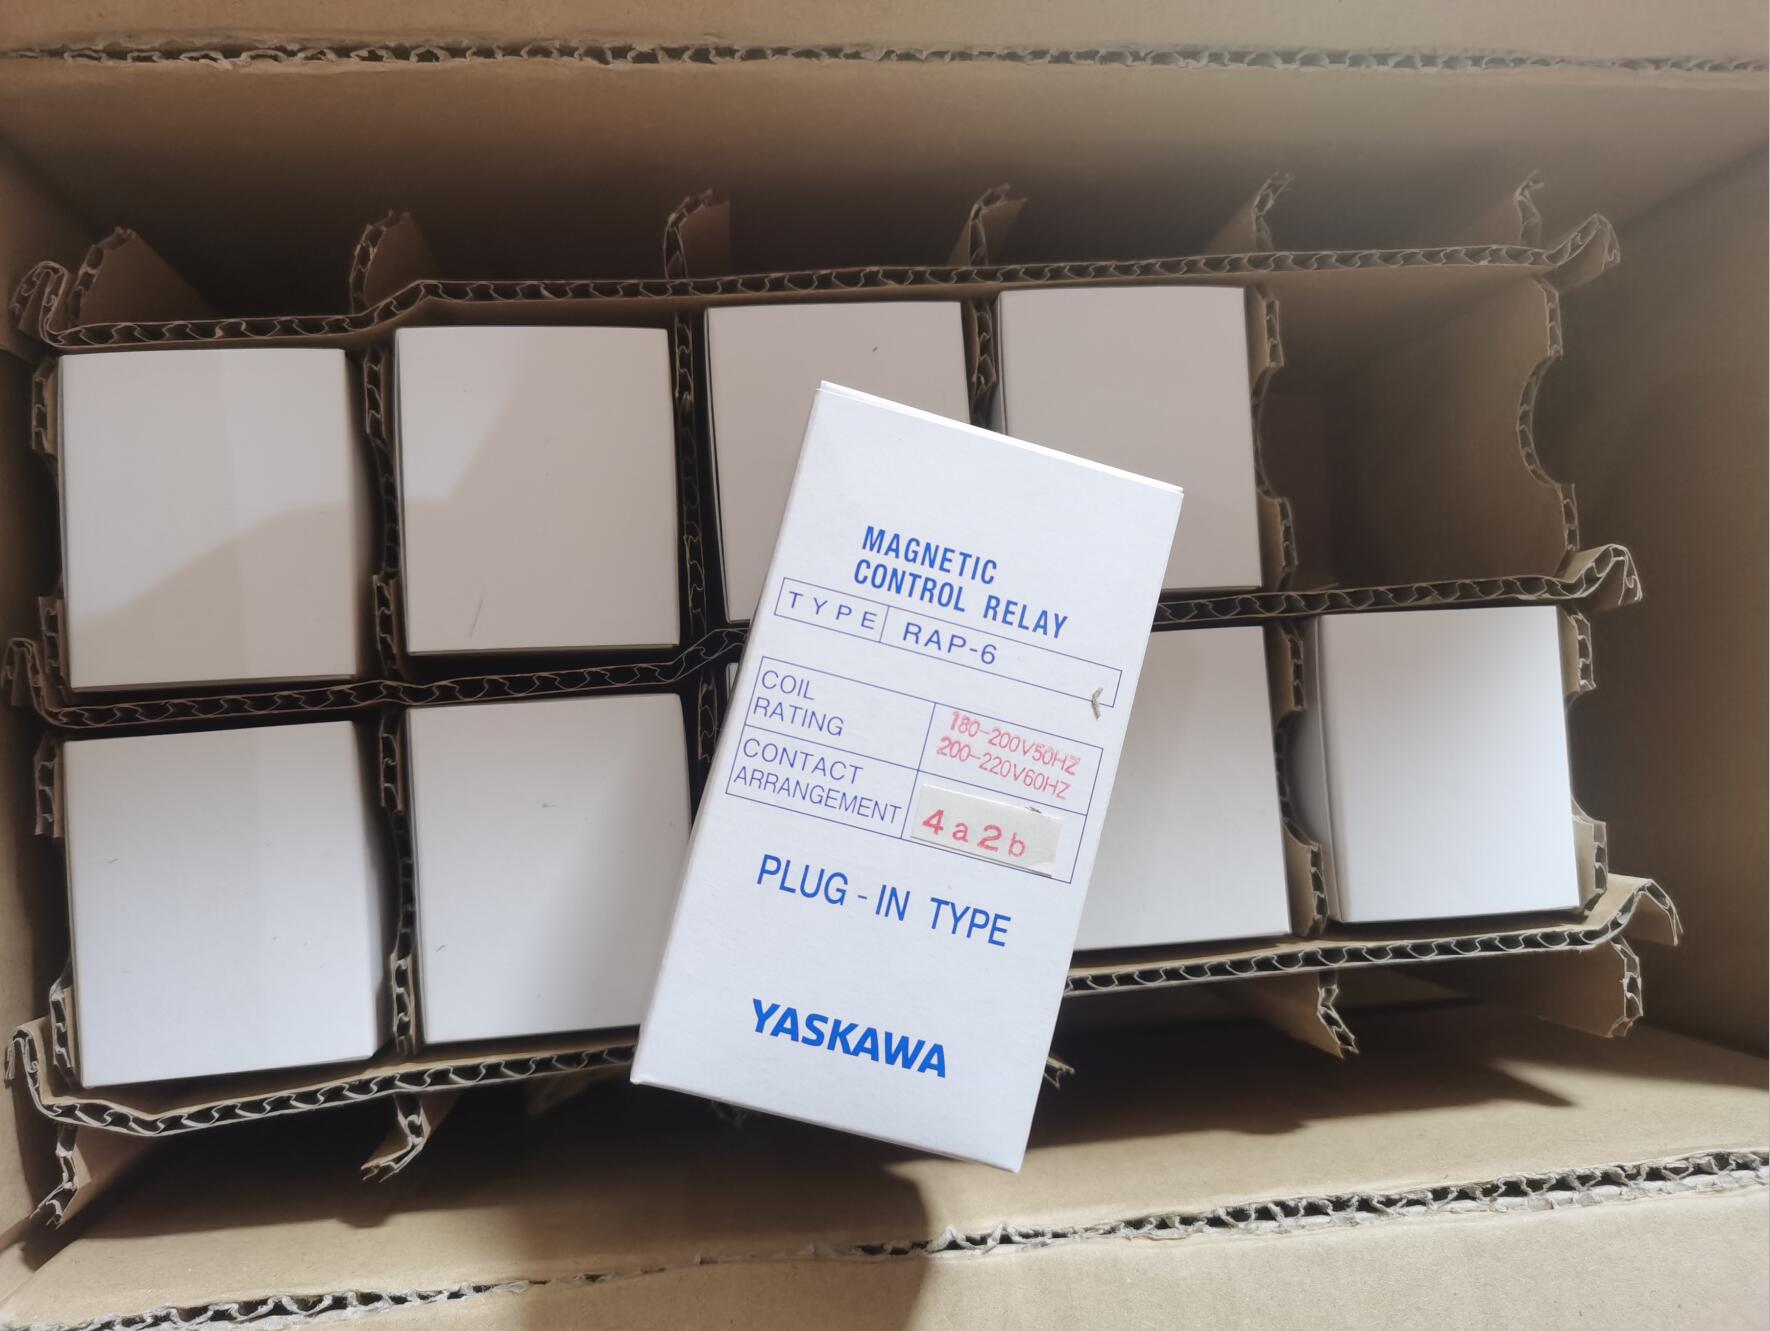 MAGNETIC
CONTROL RELAY
TYPE RAP-6
COIL
RATING
180-200V50HZ
200-220V60HZ
CONTACT
ARRANGEMENT
4a2b
PLUG-IN TYPE
YASKAWA